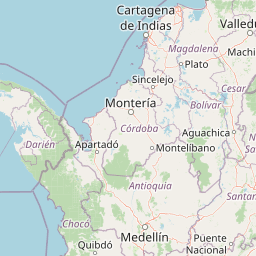 Cartagena
de Indias
Valledu
Magdalena
Machi
Plato
Sincelejo
Montería
Bolívar
Cesar
Córdoba
Aguachica
Darién
Apartadó
Montelíbano
Antioquia
Santa
Chocó
Medellín
Puente
Nacional
Quibdó